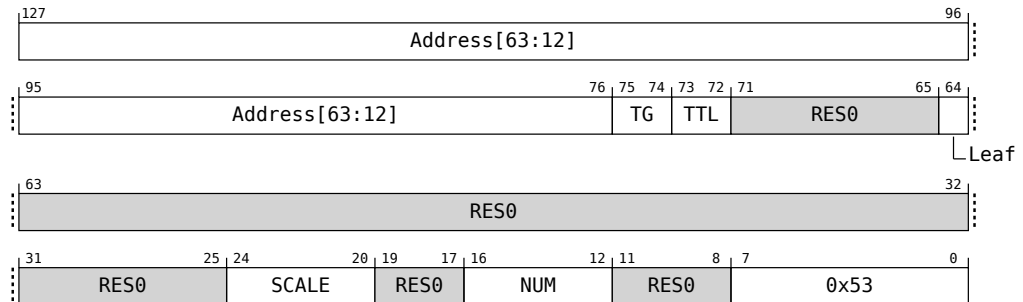 127 96
Address[63:12]
95 76 75 74 73 72 71 65 64
Address[63:12] TG TTL RES0
Leaf
63 32
RES0
31 25 24 20 19 17 16 12 11 8 7 0
RES0 SCALE RES0 NUM RES0 0x53